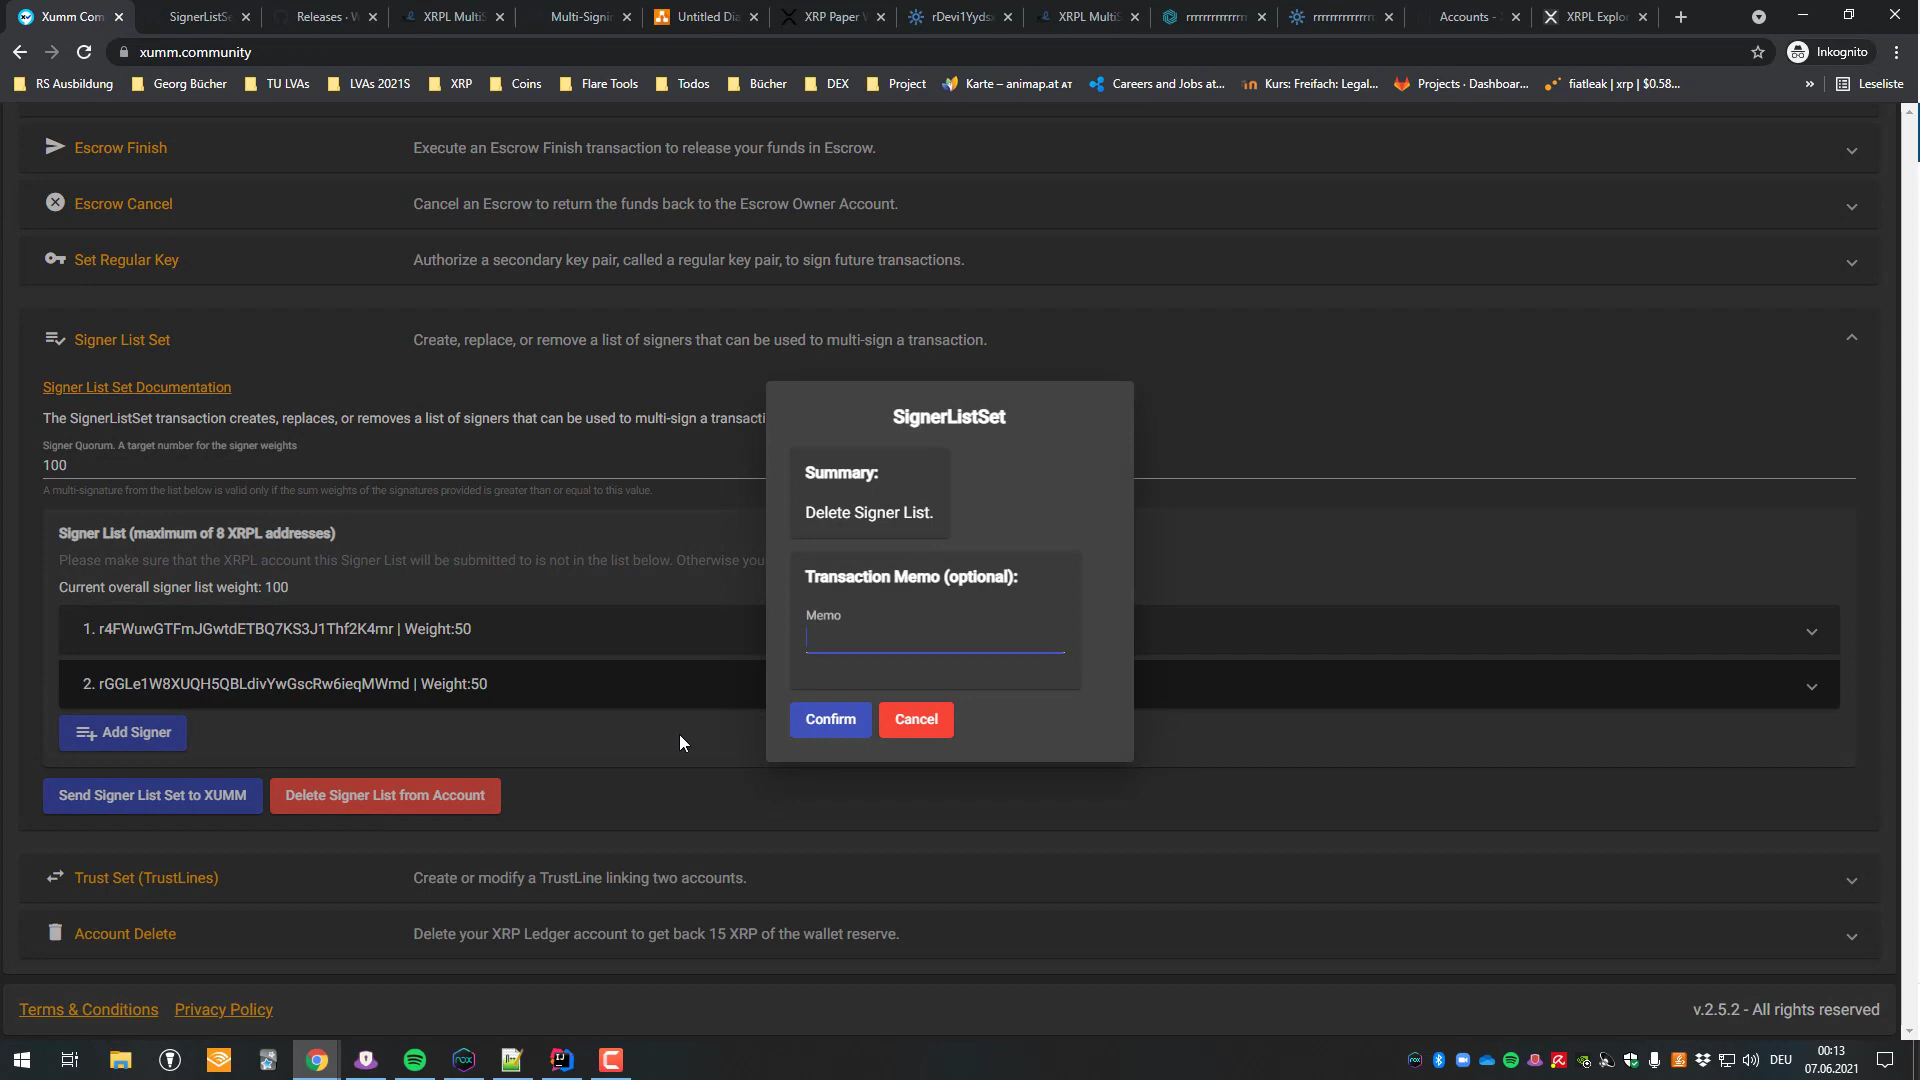 Xumm Com
SignerListSe
Releases · W
XRPL MultiS
Multi-Signin
Untitled Dia
XRP Paper W
rDevi1Yyds
XRPL MultiS
rrrrrrrrrrrrr
rrrrrrrrrrrrr
Accounts -
XRPL Explo
xumm.community
Inkognito
RS Ausbildung
Georg Bücher
TU LVAs
LVAs 2021S
XRP
Coins
Flare Tools
Todos
Bücher
DEX
Project
Karte – animap.at AT
Careers and Jobs at...
Kurs: Freifach: Legal...
Projects · Dashboar...
fiatleak | xrp | $0.58...
»
Leseliste
Escrow Finish
Execute an Escrow Finish transaction to release your funds in Escrow.
Escrow Cancel
Cancel an Escrow to return the funds back to the Escrow Owner Account.
Set Regular Key
Authorize a secondary key pair, called a regular key pair, to sign future transactions.
Signer List Set
Create, replace, or remove a list of signers that can be used to multi-sign a transaction.
Signer List Set Documentation
The SignerListSet transaction creates, replaces, or removes a list of signers that can be used to multi-sign a transacti
Signer Quorum. A target number for the signer weights
100
A multi-signature from the list below is valid only if the sum weights of the signatures provided is greater than or equal to this value.
Signer List (maximum of 8 XRPL addresses)
Please make sure that the XRPL account this Signer List will be submitted to is not in the list below. Otherwise you
Current overall signer list weight: 100
1. r4FWuwGTFmJGwtdETBQ7KS3J1Thf2K4mr | Weight:50
2. rGGLe1W8XUQH5QBLdivYwGscRw6ieqMWmd | Weight:50
Add Signer
Send Signer List Set to XUMM
Delete Signer List from Account
SignerListSet
Summary:
Delete Signer List.
Transaction Memo (optional):
Memo
Confirm
Cancel
Trust Set (TrustLines)
Create or modify a TrustLine linking two accounts.
Account Delete
Delete your XRP Ledger account to get back 15 XRP of the wallet reserve.
Terms & Conditions
Privacy Policy
v.2.5.2 - All rights reserved
DEU
00:13
07.06.2021